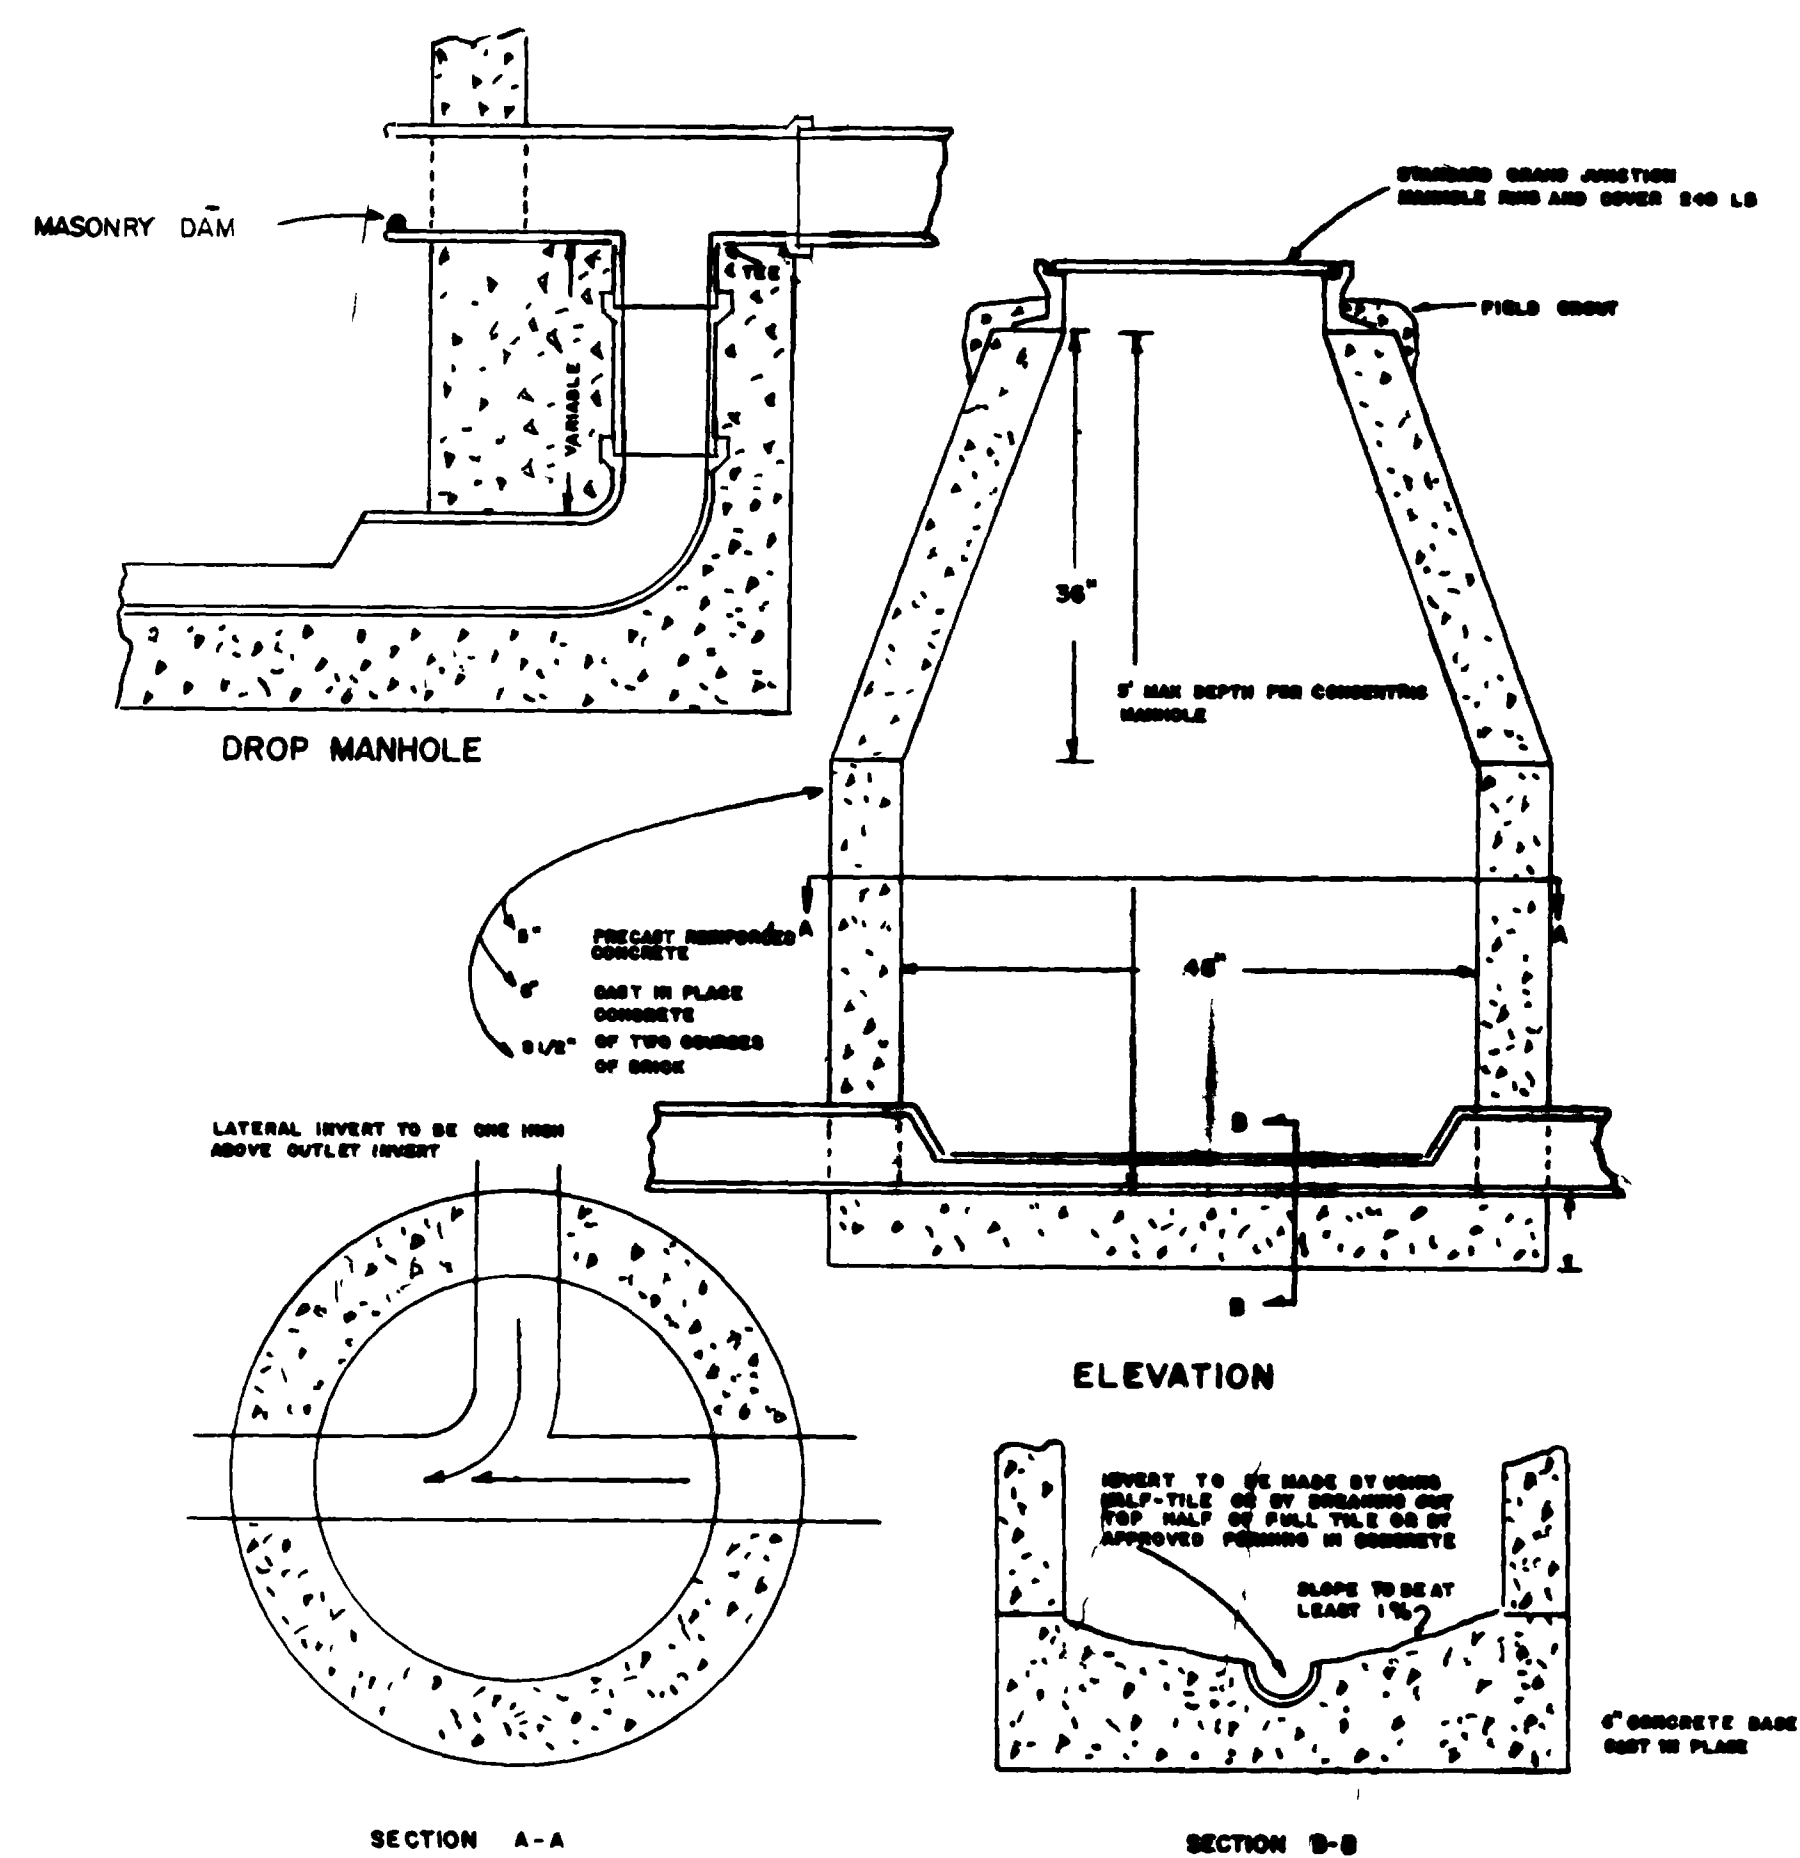 MASONRY DAM
TEE
VARIABLE
DROP MANHOLE
STANDARD GRAND JUNCTION
MANHOLE RING AND COVER 240 LB
FIELD GROUT
36"
5' MAX DEPTH FOR CONCENTRIC
MANHOLE
A A
5" PRECAST REINFORCED
CONCRETE
6" CAST IN PLACE
CONCRETE
8 1/2" OF TWO COURSES
OF BRICK
48"
B
B
ELEVATION
LATERAL INVERT TO BE ONE HIGH
ABOVE OUTLET INVERT
SECTION A-A
INVERT TO BE MADE BY USING
HALF-TILE OR BY BREAKING OUT
TOP HALF OF FULL TILE OR BY
APPROVED FORMING IN CONCRETE
SLOPE TO BE AT
LEAST 1%
6" CONCRETE BASE
CAST IN PLACE
SECTION B-B